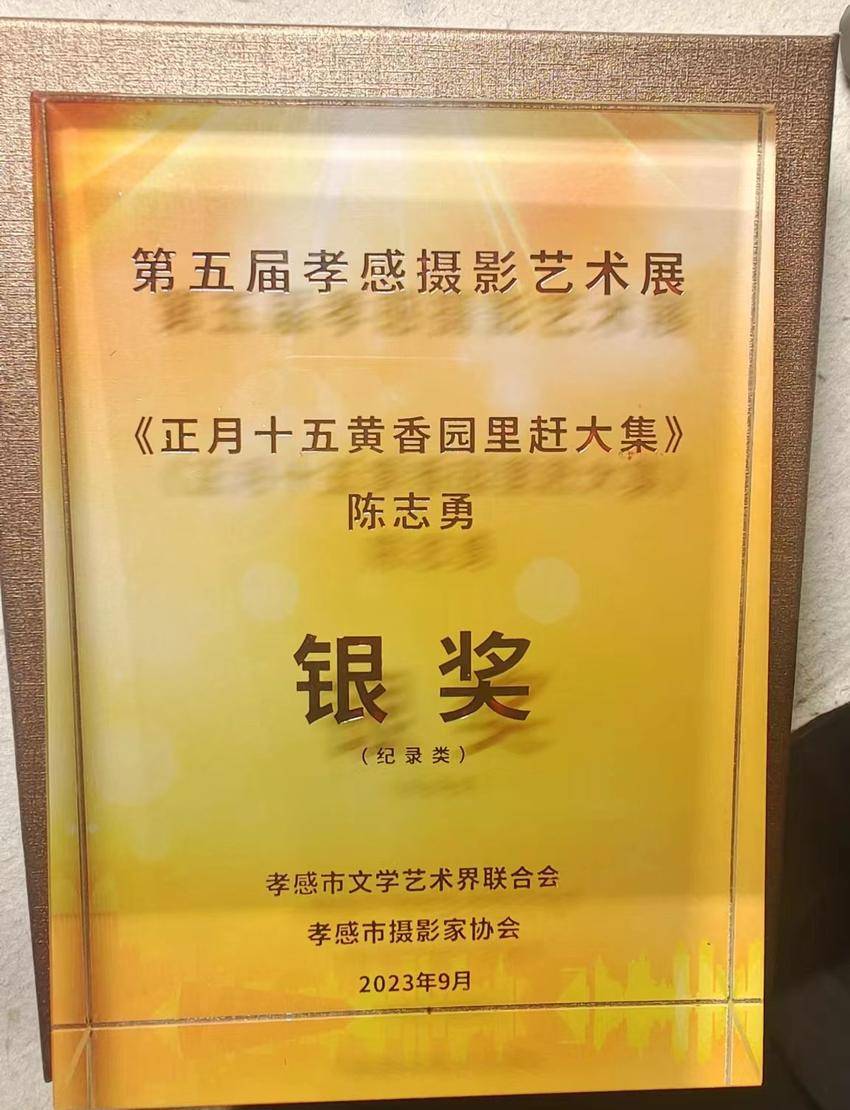 第五届孝感摄影艺术展
《正月十五黄香园里赶大集》
陈志勇
银奖
（纪录类）
孝感市文学艺术界联合会
孝感市摄影家协会
2023年9月